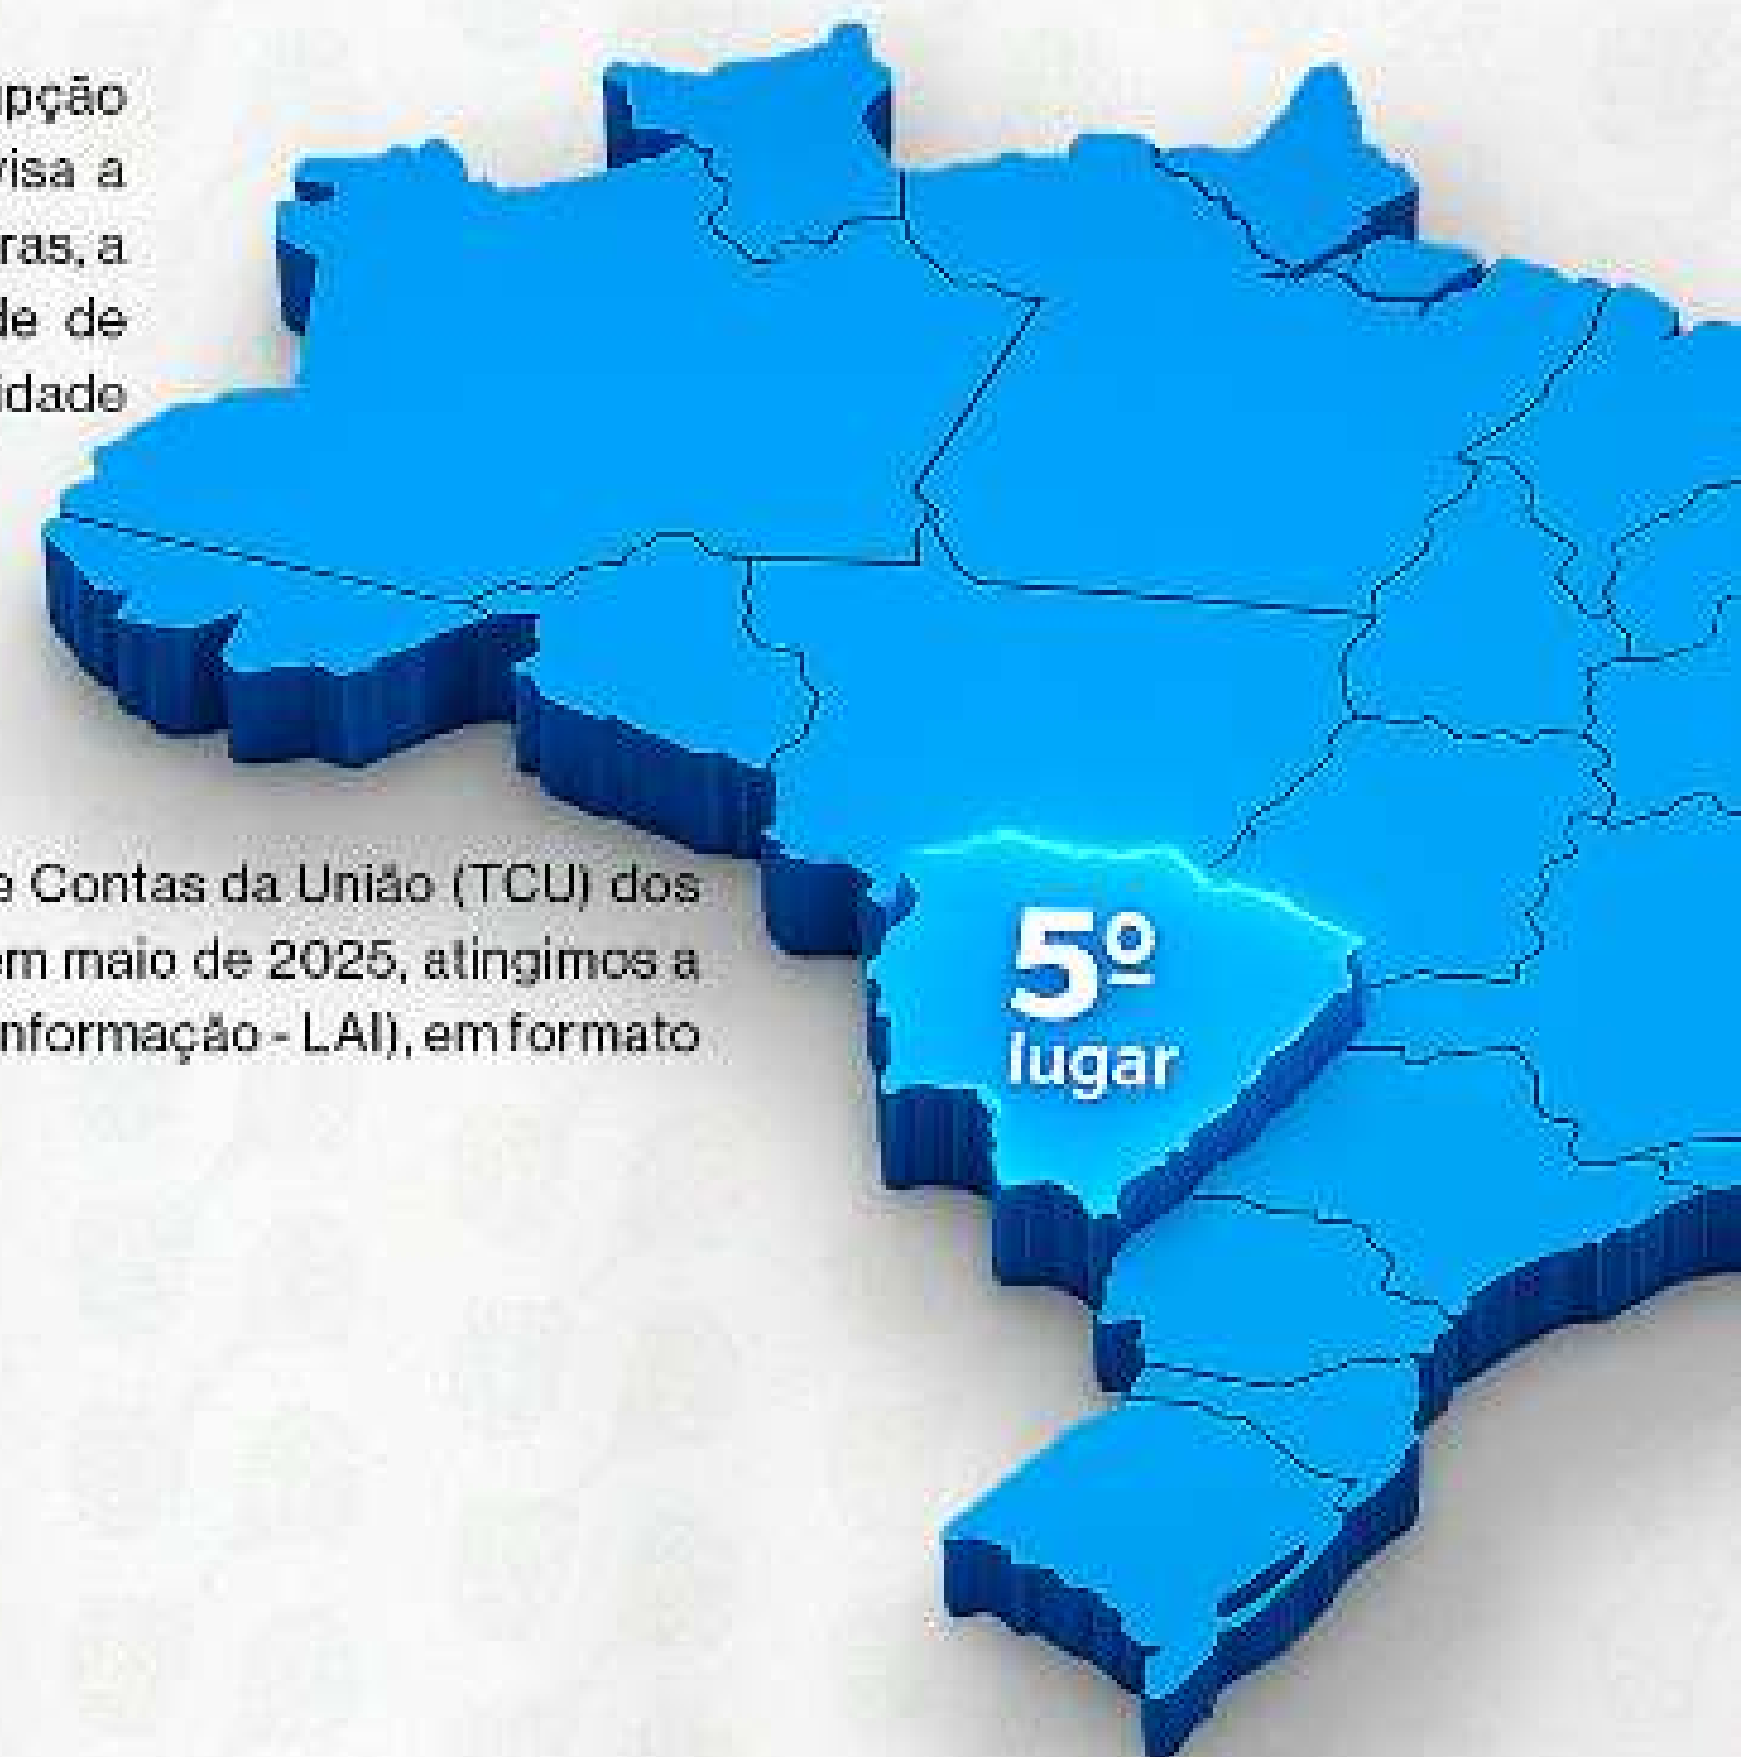 pção
visa a
ras, a
de de
idade
e Contas da União (TCU) dos
em maio de 2025, atingimos a
nformação - LAI), em formato
5º
lugar